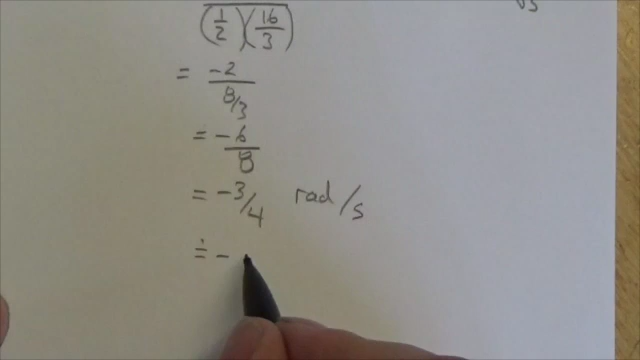 (1/2)(16/3)
= -2/(8/3)
= -6/8
= -3/4 rad/s
≐ -